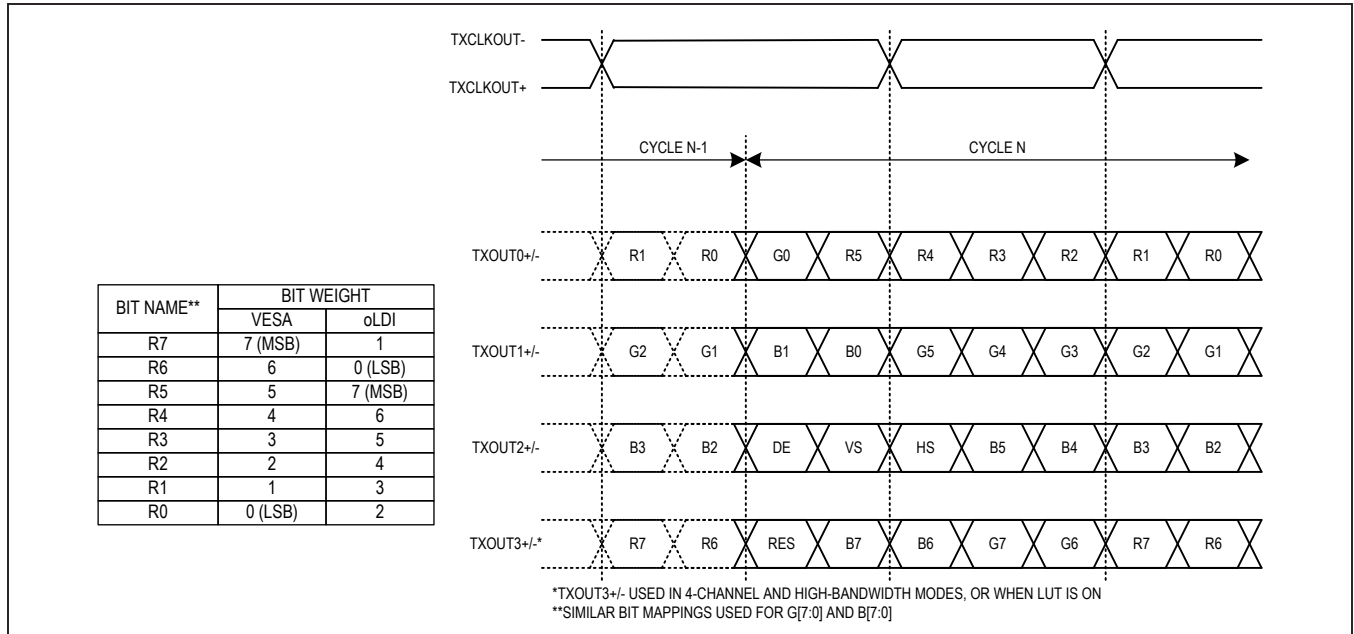 TXCLKOUT-
TXCLKOUT+
CYCLE N-1 CYCLE N
TXOUT0+/- R1 R0 G0 R5 R4 R3 R2 R1 R0
TXOUT1+/- G2 G1 B1 B0 G5 G4 G3 G2 G1
TXOUT2+/- B3 B2 DE VS HS B5 B4 B3 B2
TXOUT3+/-* R7 R6 RES B7 B6 G7 G6 R7 R6
BIT NAME** BIT WEIGHT
VESA oLDI
R7 7 (MSB) 1
R6 6 0 (LSB)
R5 5 7 (MSB)
R4 4 6
R3 3 5
R2 2 4
R1 1 3
R0 0 (LSB) 2
*TXOUT3+/- USED IN 4-CHANNEL AND HIGH-BANDWIDTH MODES, OR WHEN LUT IS ON
**SIMILAR BIT MAPPINGS USED FOR G[7:0] AND B[7:0]